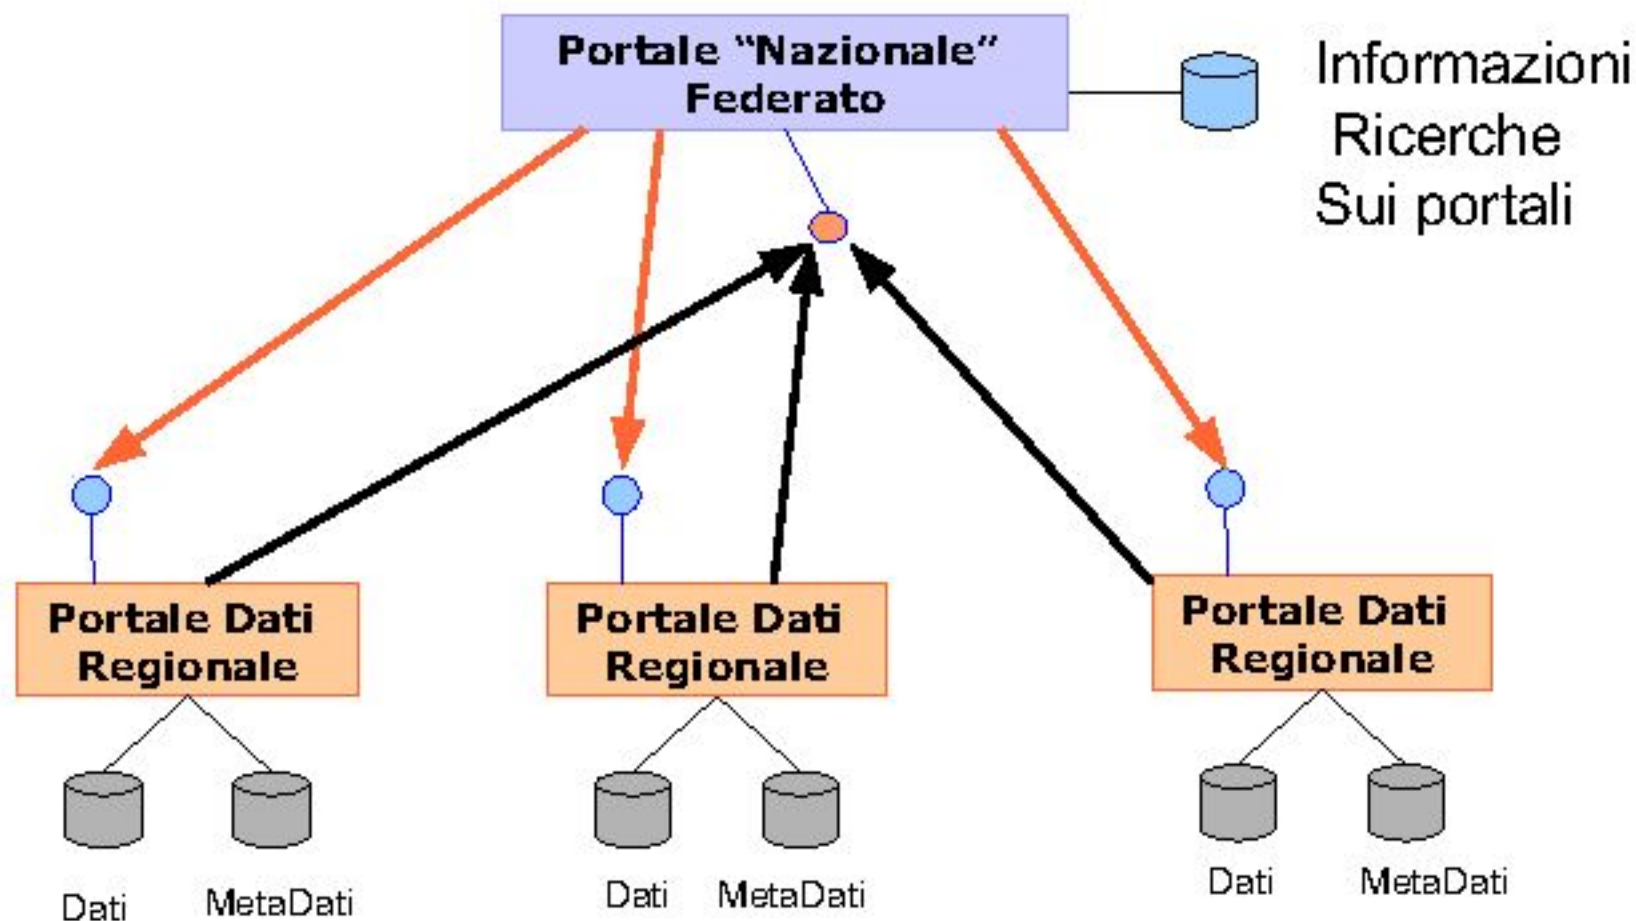 Portale “Nazionale”
Federato
Informazioni
Ricerche
Sui portali
Portale Dati
Regionale
Portale Dati
Regionale
Portale Dati
Regionale
Dati
MetaDati
Dati
MetaDati
Dati
MetaDati